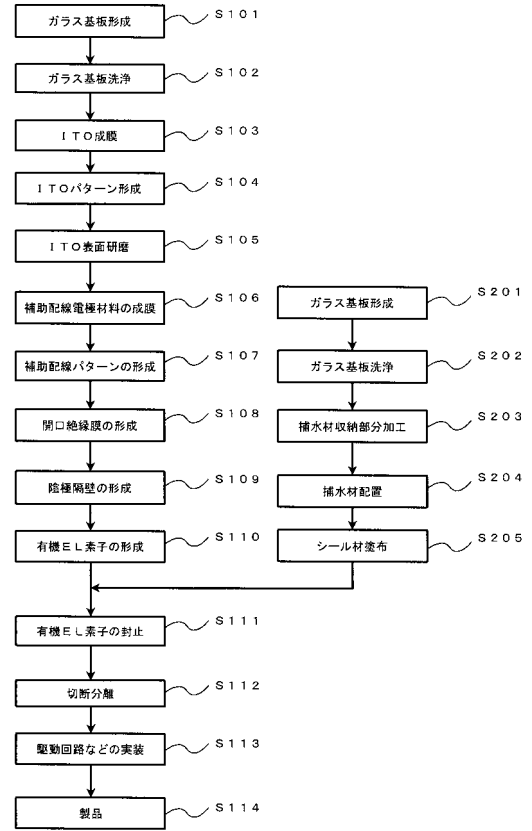 ガラス基板形成 S101
ガラス基板洗浄 S102
ITO成膜 S103
ITOパターン形成 S104
ITO表面研磨 S105
補助配線電極材料の成膜 S106
補助配線パターンの形成 S107
開口絶縁膜の形成 S108
陰極隔壁の形成 S109
有機EL素子の形成 S110
ガラス基板形成 S201
ガラス基板洗浄 S202
捕水材収納部分加工 S203
捕水材配置 S204
シール材塗布 S205
有機EL素子の封止 S111
切断分離 S112
駆動回路などの実装 S113
製品 S114